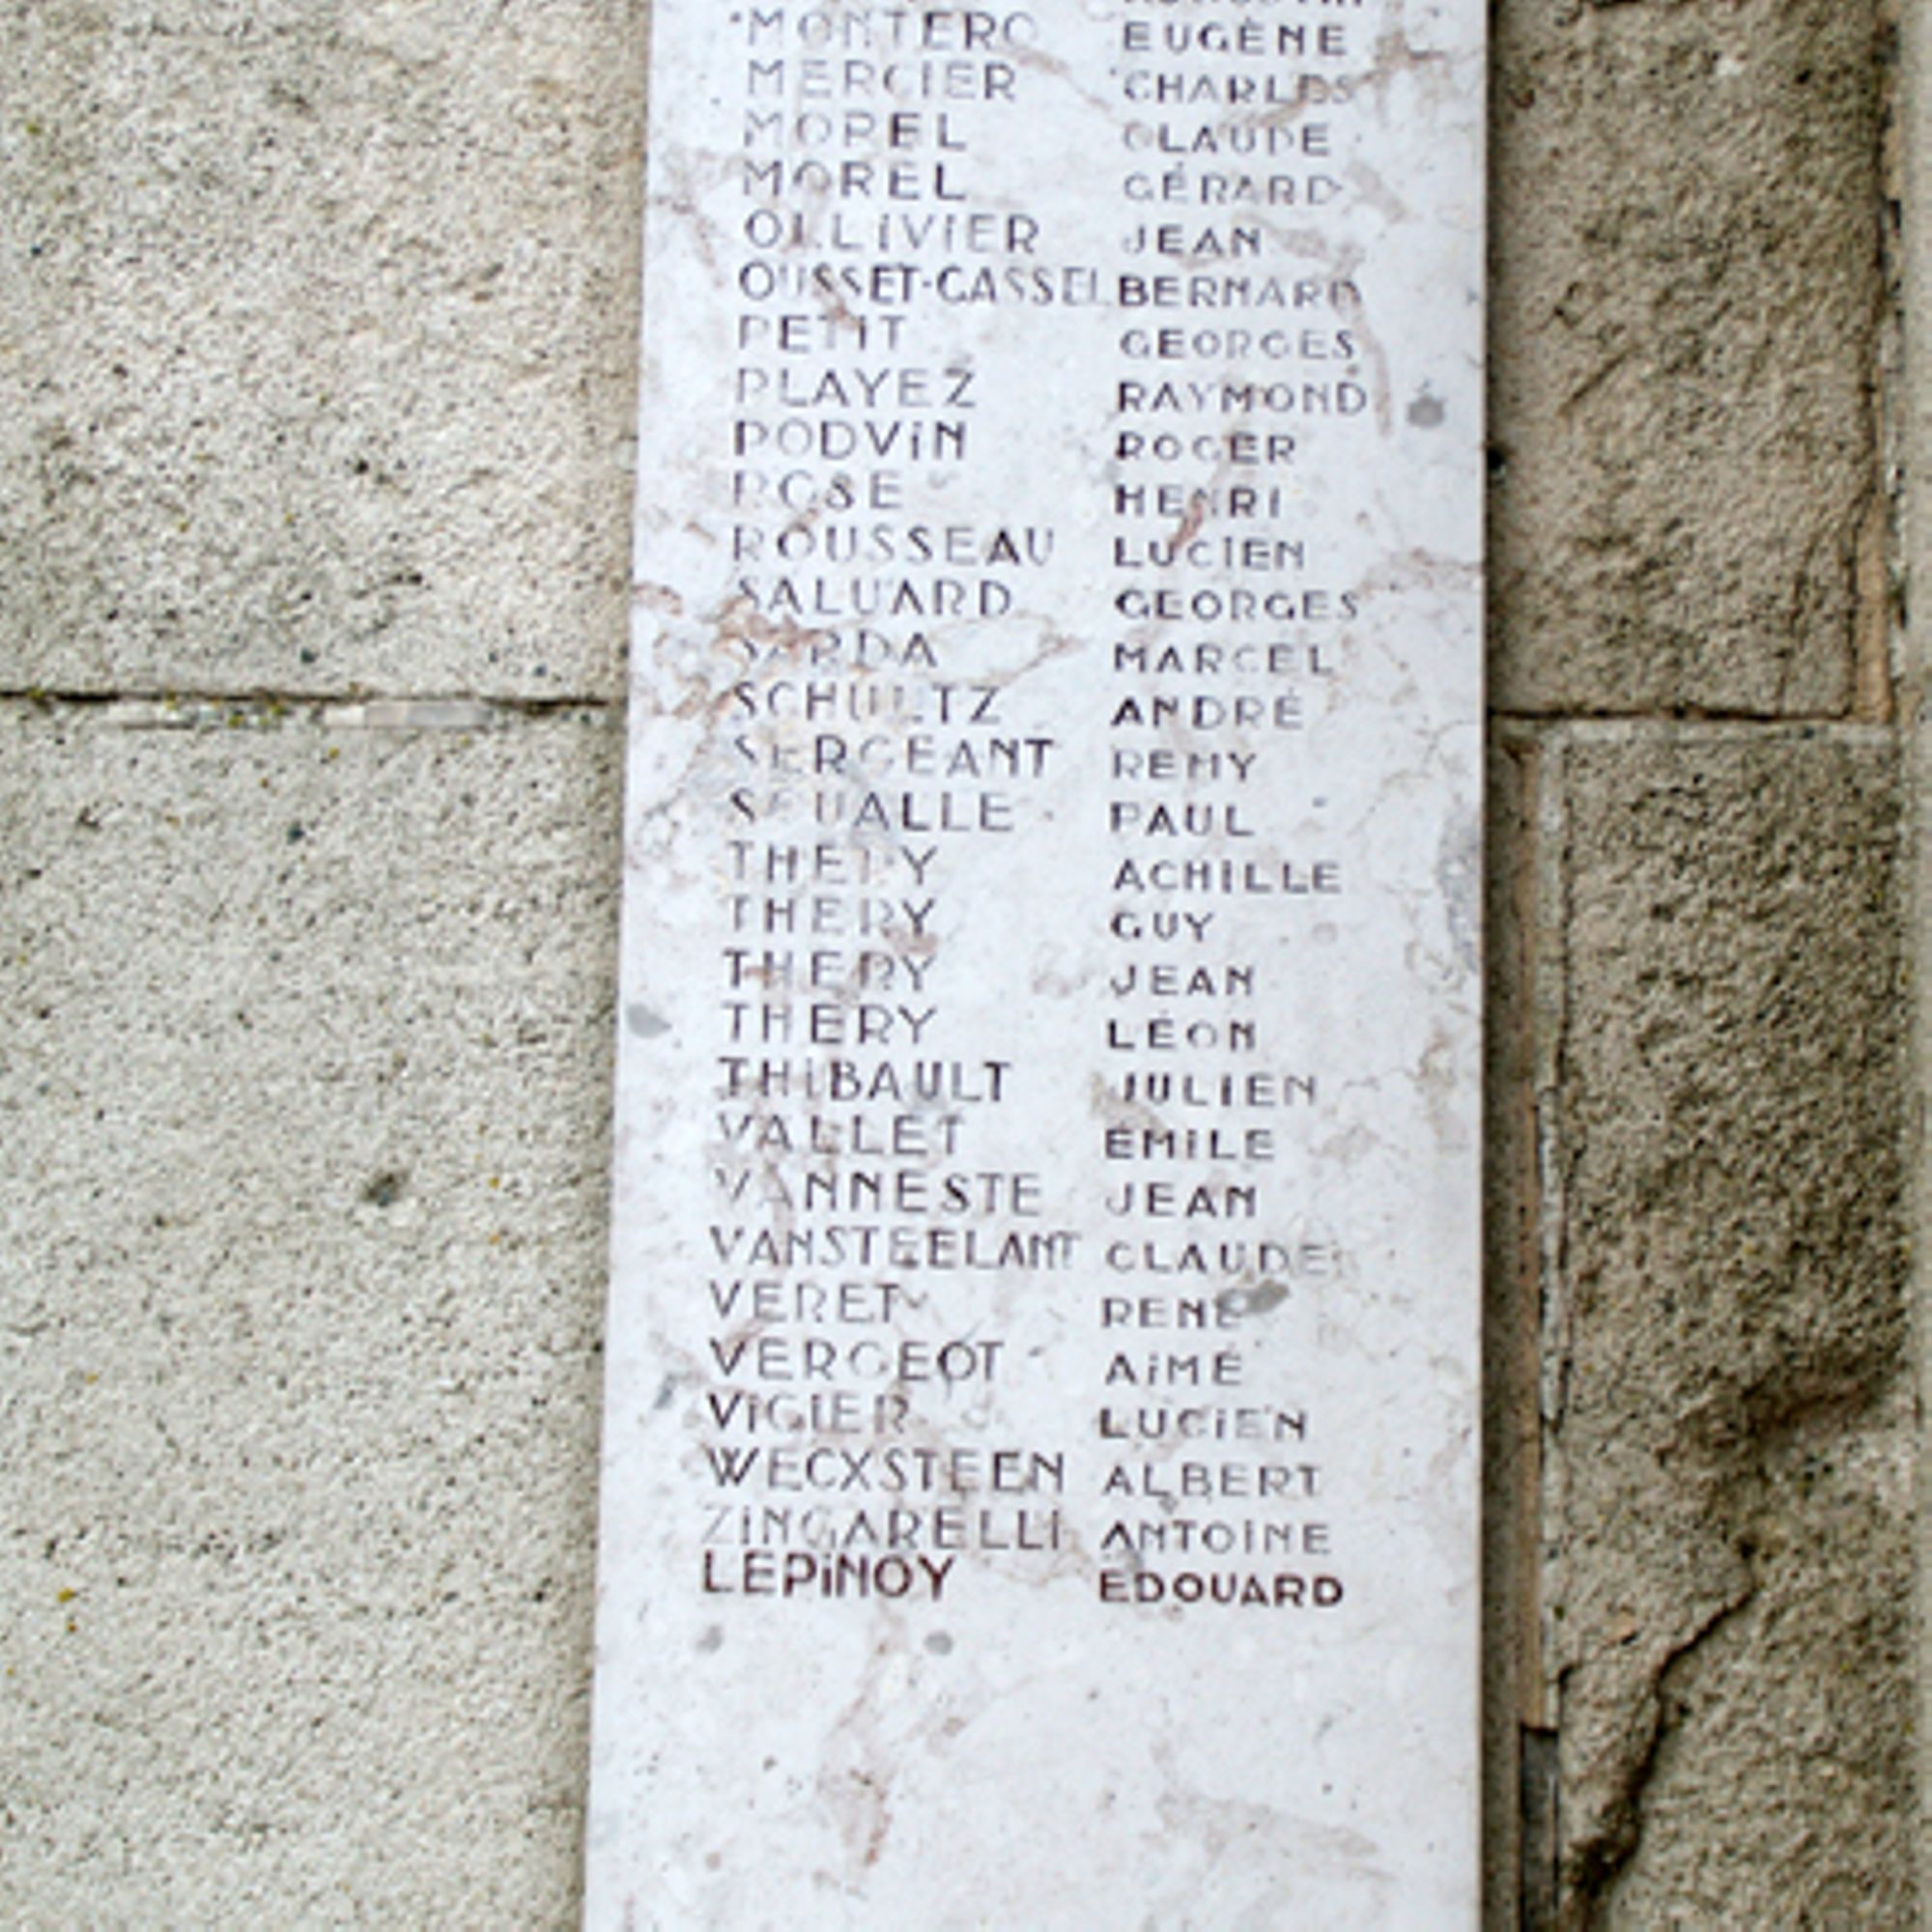 MONTERO EUGÈNE
MERCIER CHARLES
MOREL CLAUDE
MOREL GÉRARD
OLLIVIER JEAN
OUSSET-CASSEL BERNARD
PETIT GEORGES
PLAYEZ RAYMOND
PODVIN ROGER
ROSE HENRI
ROUSSEAU LUCIEN
SALUARD GEORGES
SARDA MARCEL
SCHULTZ ANDRÉ
SERGEANT REMY
PAUL
THERY ACHILLE
THERY GUY
THERY JEAN
THERY LÉON
THIBAULT JULIEN
VALLET ÉMILE
VANNESTE JEAN
VANSTEELANT CLAUDE
VERET RENÉ
VERGEOT AIMÉ
VIGIER LUCIEN
WECXSTEEN ALBERT
ZINGARELLI ANTOINE
LEPINOY EDOUARD